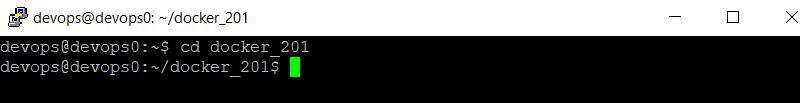 devops@devops0: ~/docker_201
devops@devops0:~$ cd docker_201
devops@devops0:~/docker_201$